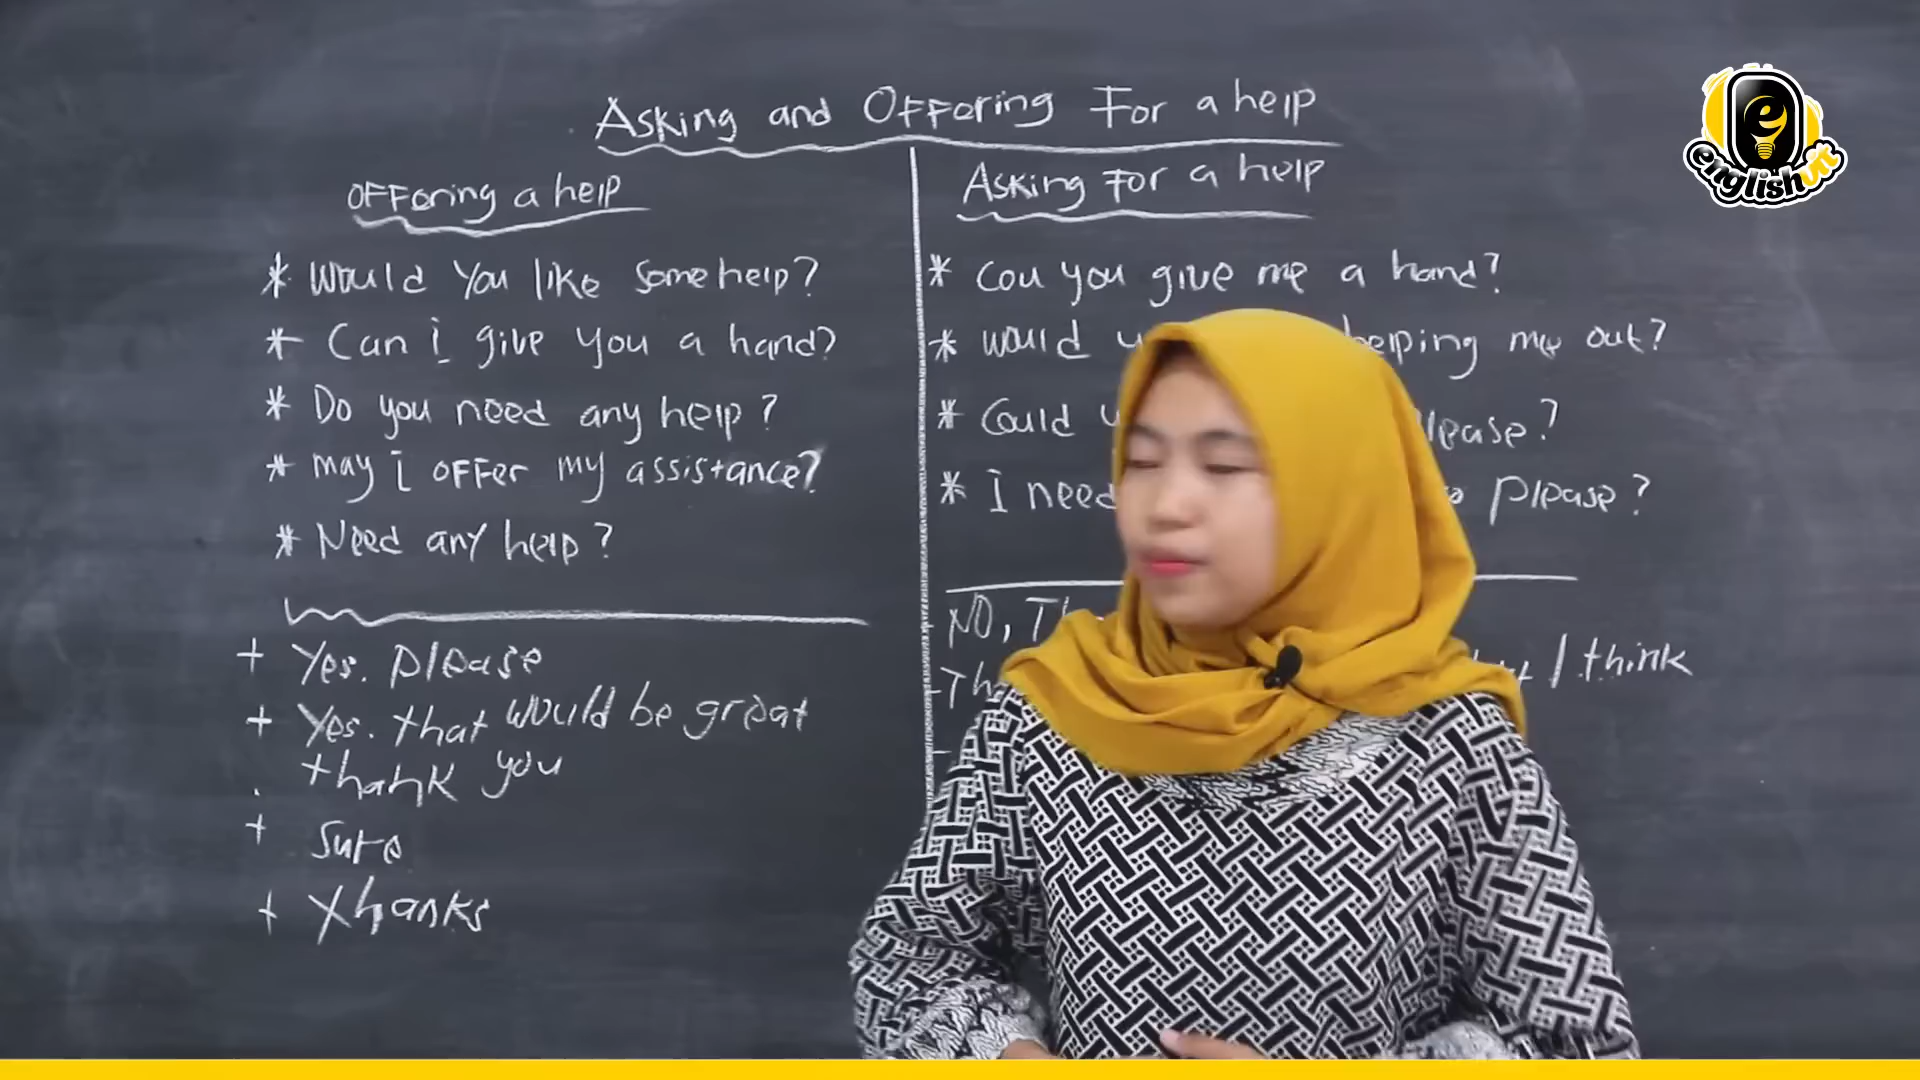 Asking and Offering For a help
Offering a help
* Would You like some help?
* Can i give you a hand?
* Do you need any help?
* may I offer my assistance?
* Need any help?
+ Yes. please
+ Yes. that would be great
thank you
+ Sure
+ Thanks
Asking For a help
* Cou you give me a hand?
* would helping me out?
* Could please?
* I need please?
- NO,
-
- / think
englishvit